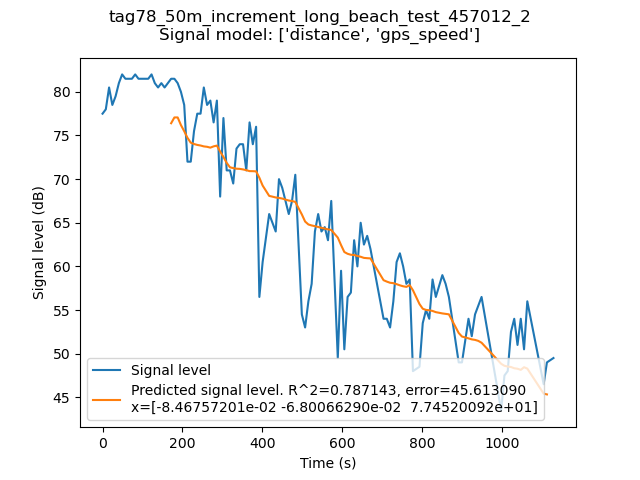 tag78_50m_increment_long_beach_test_457012_2
Signal model: ['distance', 'gps_speed']
Signal level (dB)
80
75
70
65
60
55
50
45
Signal level
Predicted signal level. R^2=0.787143, error=45.613090
x=[-8.46757201e-02 -6.80066290e-02  7.74520092e+01]
0 200 400 600 800 1000
Time (s)